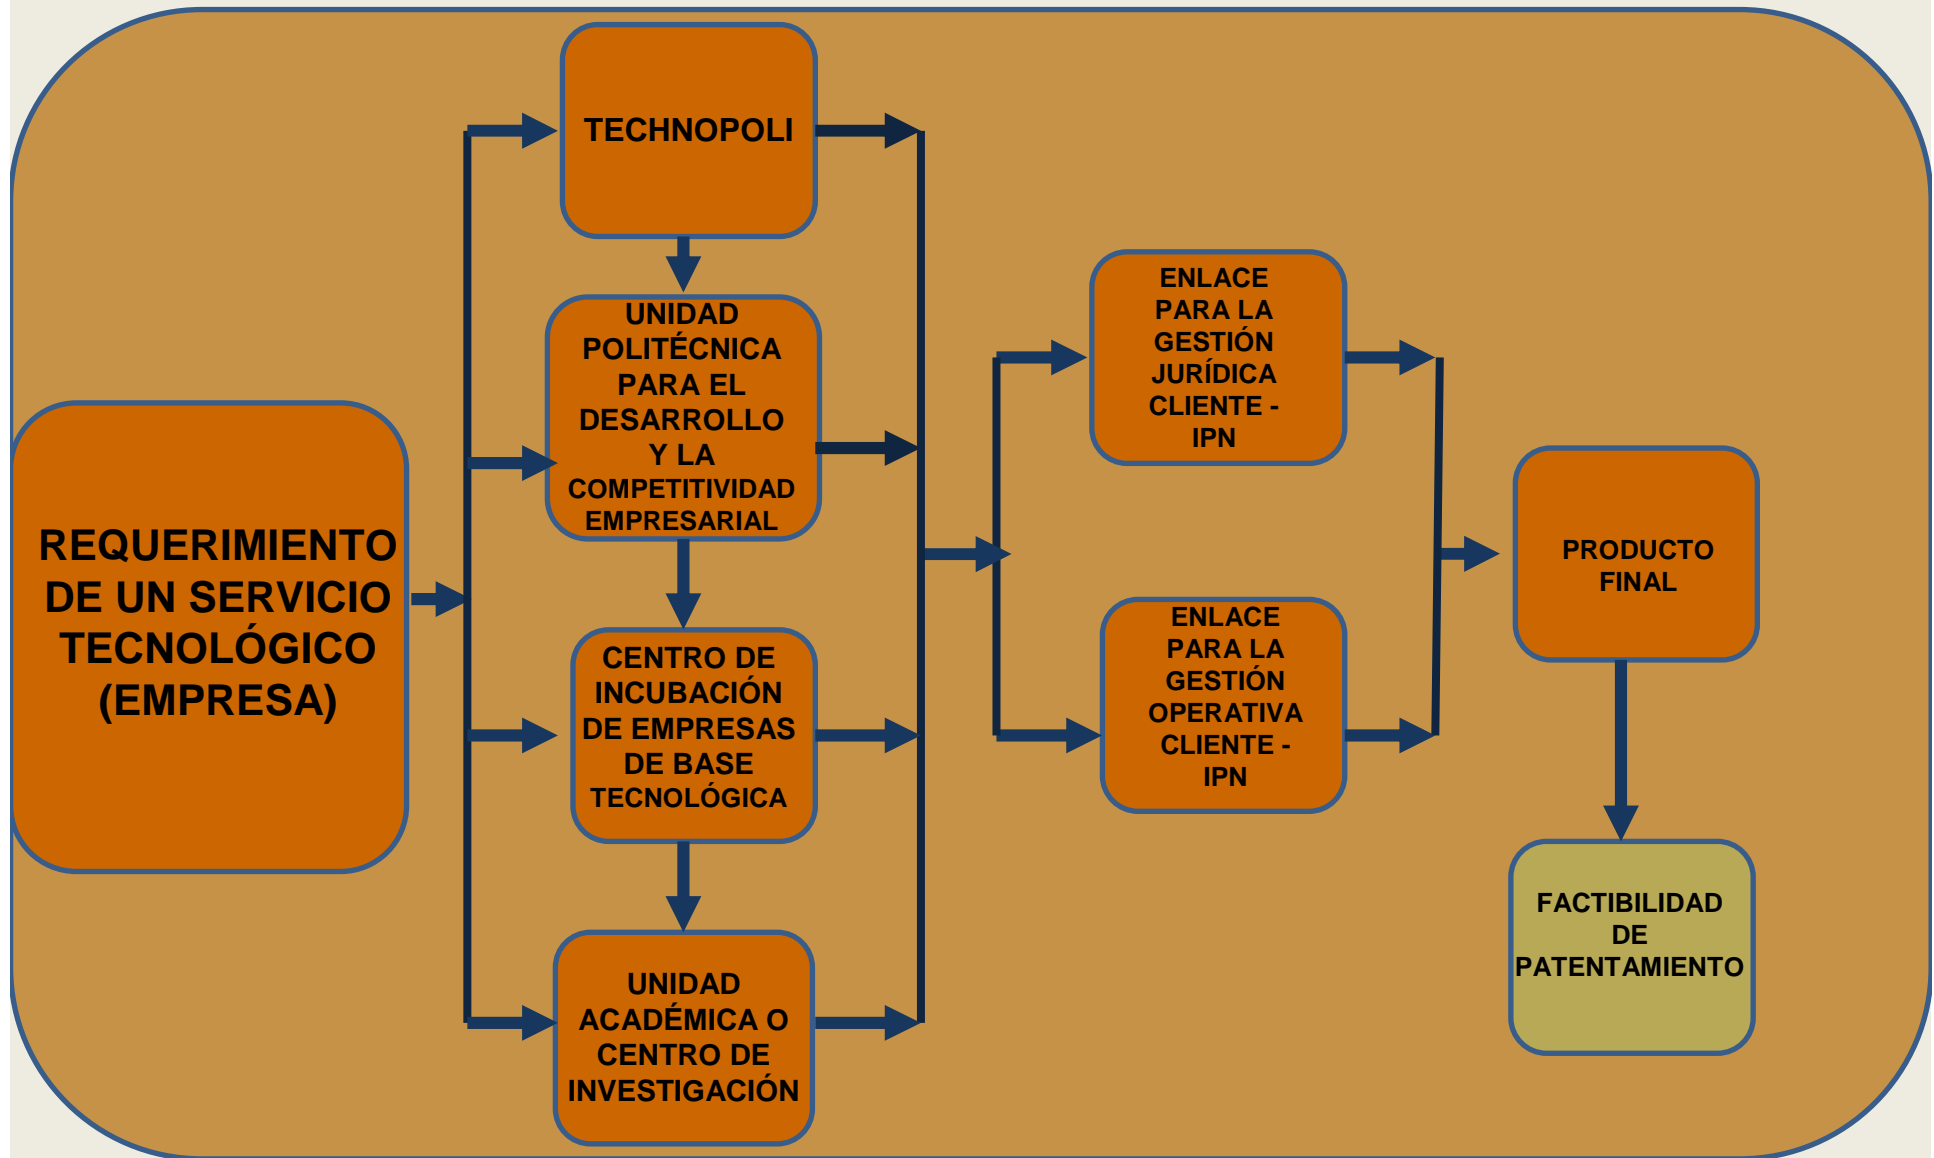 TECHNOPOLI
UNIDAD
POLITÉCNICA
PARA EL
DESARROLLO
Y LA
COMPETITIVIDAD
EMPRESARIAL
REQUERIMIENTO
DE UN SERVICIO
TECNOLÓGICO
(EMPRESA)
CENTRO DE
INCUBACIÓN
DE EMPRESAS
DE BASE
TECNOLÓGICA
UNIDAD
ACADÉMICA O
CENTRO DE
INVESTIGACIÓN
ENLACE
PARA LA
GESTIÓN
JURÍDICA
CLIENTE -
IPN
ENLACE
PARA LA
GESTIÓN
OPERATIVA
CLIENTE -
IPN
PRODUCTO
FINAL
FACTIBILIDAD
DE
PATENTAMIENTO